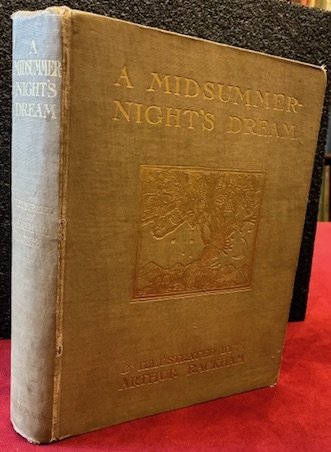 A
MIDSUMMER
NIGHT'S
DREAM
A MIDSUMMER-
NIGHT'S DREAM
ILLUSTRATED BY
ARTHUR RACKHAM